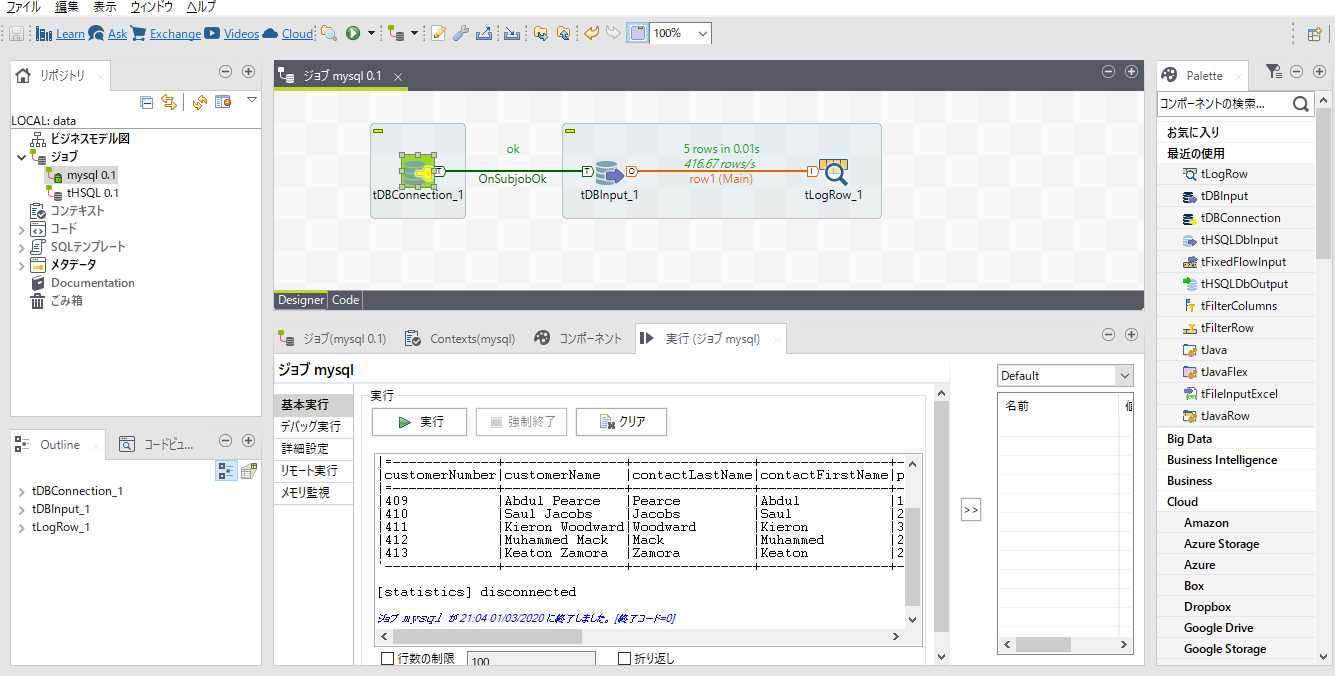 ファイル 編集 表示 ウィンドウ ヘルプ
Learn Ask Exchange Videos Cloud 100%
リポジトリ
LOCAL: data
ビジネスモデル図
ジョブ
mysql 0.1
tHSQL 0.1
コンテキスト
コード
SQLテンプレート
メタデータ
Documentation
ごみ箱
Outline コードビュ...
tDBConnection_1
tDBInput_1
tLogRow_1
ジョブ mysql 0.1
ok
OnSubjobOk
5 rows in 0.01s
416.67 rows/s
row1 (Main)
tDBConnection_1 tDBInput_1 tLogRow_1
Designer Code
ジョブ(mysql 0.1) Contexts(mysql) コンポーネント 実行 (ジョブ mysql)
ジョブ mysql
基本実行
デバッグ実行
詳細設定
リモート実行
メモリ監視
実行
実行 強制終了 クリア
|=--------------+---------------+---------------+----------------+-
|customerNumber|customerName |contactLastName|contactFirstName|p
|=--------------+---------------+---------------+----------------+-
|409 |Abdul Pearce |Pearce |Abdul |1
|410 |Saul Jacobs |Jacobs |Saul |2
|411 |Kieron Woodward|Woodward |Kieron |3
|412 |Muhammed Mack |Mack |Muhammed |2
|413 |Keaton Zamora |Zamora |Keaton |2
'--------------+---------------+---------------+----------------+-
[statistics] disconnected
ジョブ mysql が 21:04 01/03/2020 に終了しました。 [終了コード=0]
行数の制限 100 折り返し
>>
Default
名前
Palette
コンポーネントの検索...
お気に入り
最近の使用
tLogRow
tDBInput
tDBConnection
tHSQLDbInput
tFixedFlowInput
tHSQLDbOutput
tFilterColumns
tFilterRow
tJava
tJavaFlex
tFileInputExcel
tJavaRow
Big Data
Business Intelligence
Business
Cloud
Amazon
Azure Storage
Azure
Box
Dropbox
Google Drive
Google Storage